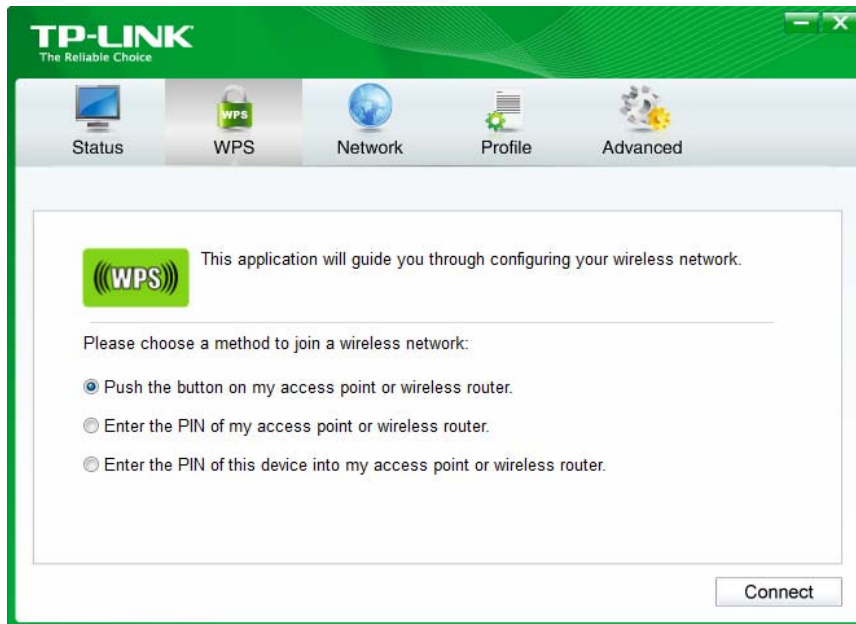 TP-LINK
The Reliable Choice
Status
WPS
WPS
Network
Profile
Advanced
WPS
This application will guide you through configuring your wireless network.
Please choose a method to join a wireless network:
Push the button on my access point or wireless router.
Enter the PIN of my access point or wireless router.
Enter the PIN of this device into my access point or wireless router.
Connect